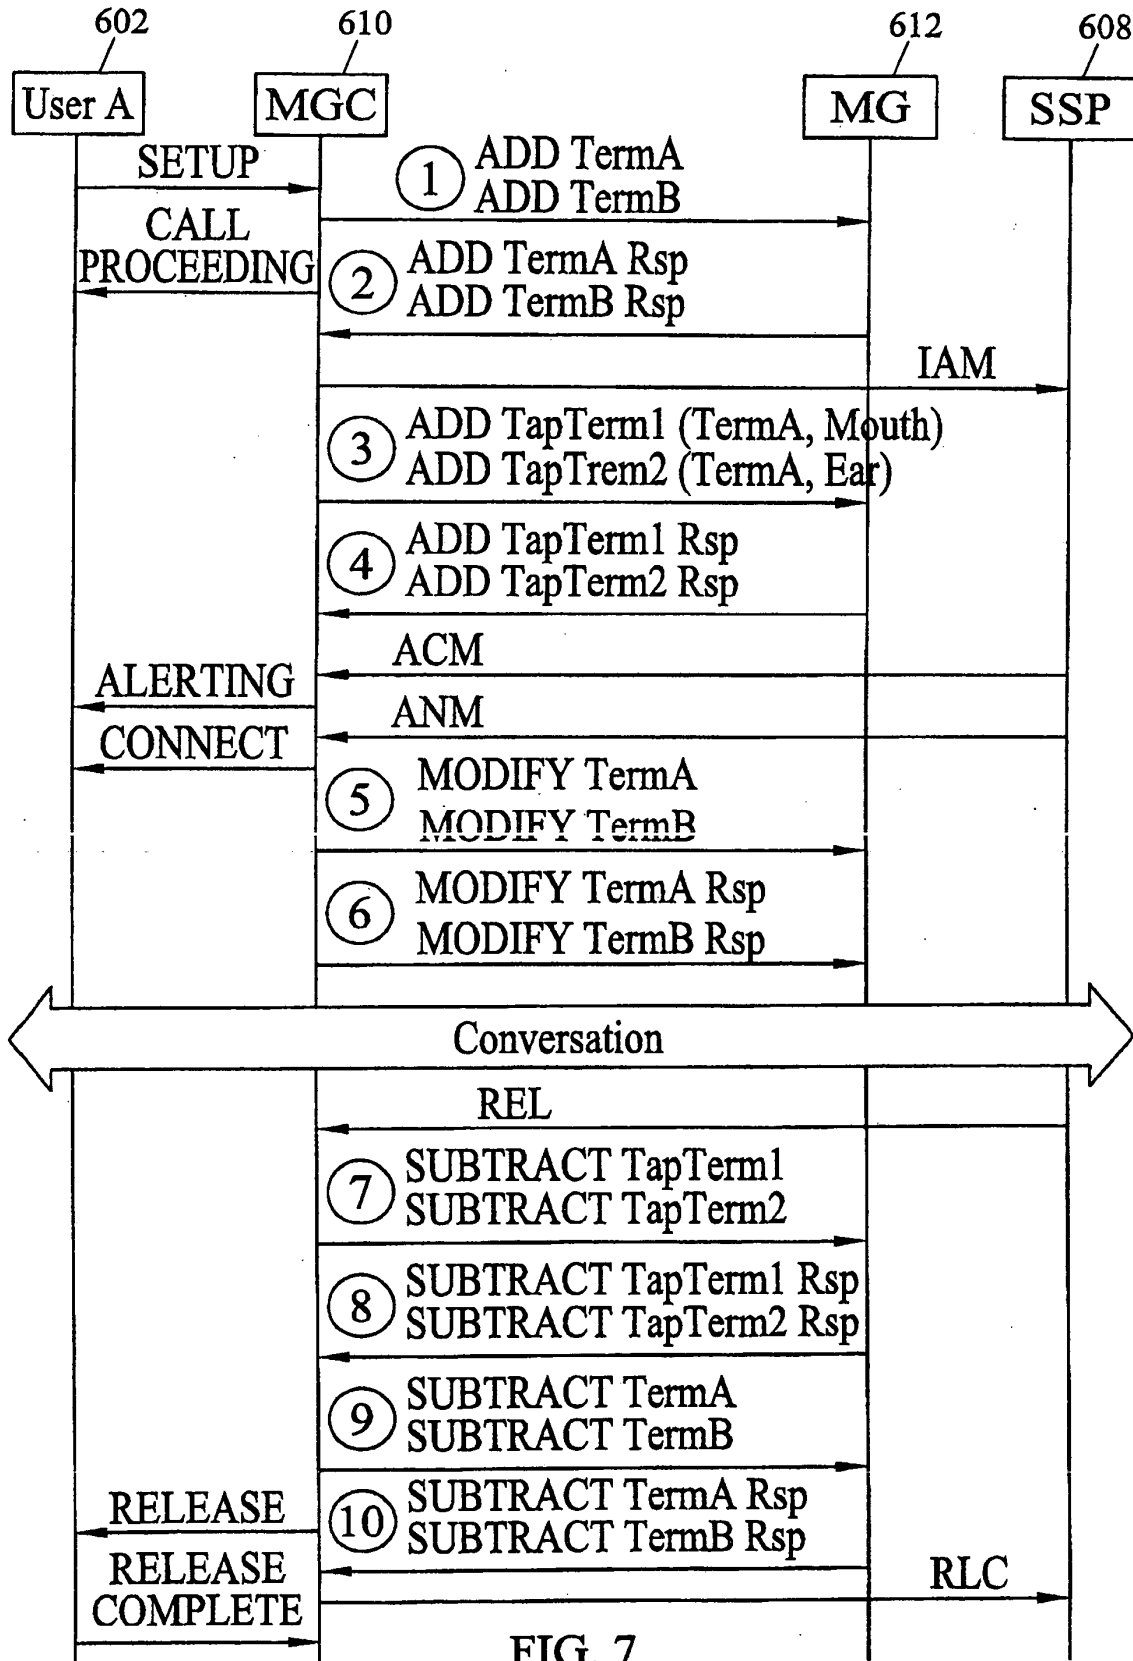 602
610
612
608
User A
MGC
MG
SSP
SETUP
1
ADD TermA
ADD TermB
CALL
PROCEEDING
2
ADD TermA Rsp
ADD TermB Rsp
IAM
3
ADD TapTerm1 (TermA, Mouth)
ADD TapTrem2 (TermA, Ear)
4
ADD TapTerm1 Rsp
ADD TapTerm2 Rsp
ACM
ALERTING
ANM
CONNECT
5
MODIFY TermA
MODIFY TermB
6
MODIFY TermA Rsp
MODIFY TermB Rsp
Conversation
REL
7
SUBTRACT TapTerm1
SUBTRACT TapTerm2
8
SUBTRACT TapTerm1 Rsp
SUBTRACT TapTerm2 Rsp
9
SUBTRACT TermA
SUBTRACT TermB
RELEASE
10
SUBTRACT TermA Rsp
SUBTRACT TermB Rsp
RELEASE
COMPLETE
RLC
FIG. 7